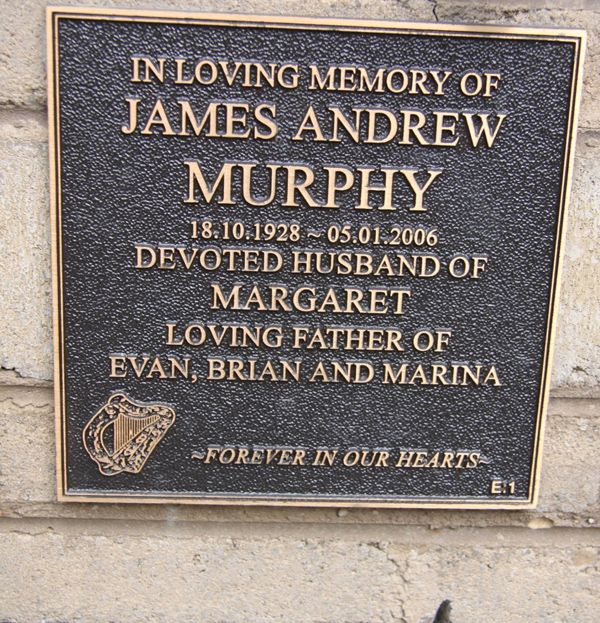 IN LOVING MEMORY OF
JAMES ANDREW
MURPHY
18.10.1928 ~ 05.01.2006
DEVOTED HUSBAND OF
MARGARET
LOVING FATHER OF
EVAN, BRIAN AND MARINA
~FOREVER IN OUR HEARTS~
E.1